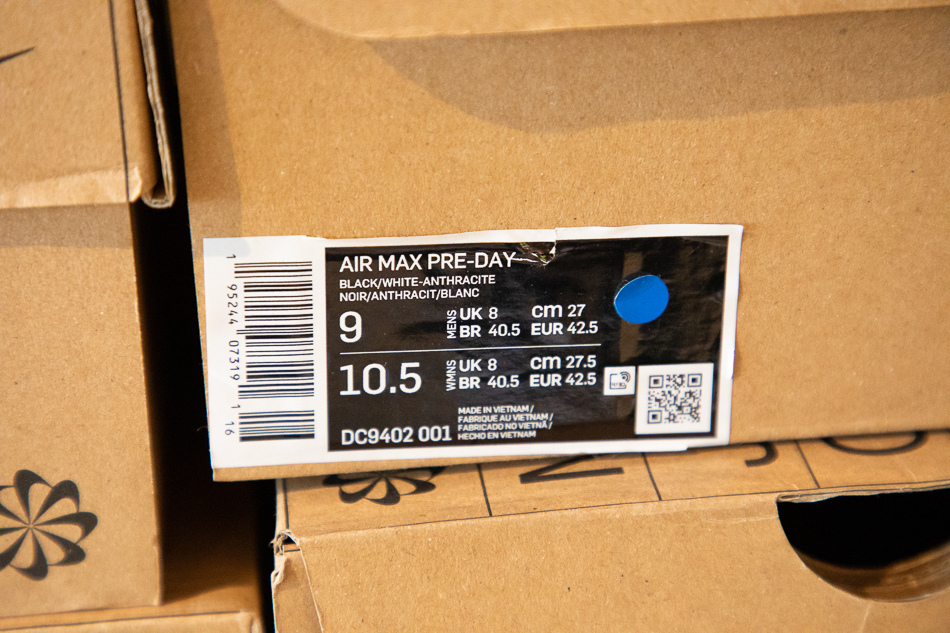 AIR MAX PRE-DAY
BLACK/WHITE-ANTHRACITE
NOIR/ANTHRACIT/BLANC
9 MENS UK 8 cm 27
BR 40.5 EUR 42.5
10.5 WMNS UK 8 cm 27.5
BR 40.5 EUR 42.5
MADE IN VIETNAM /
FABRIQUE AU VIETNAM /
FABRICADO NO VIETNÃ /
HECHO EN VIETNAM
DC9402 001
1 95244 07319 1
16
N
J O